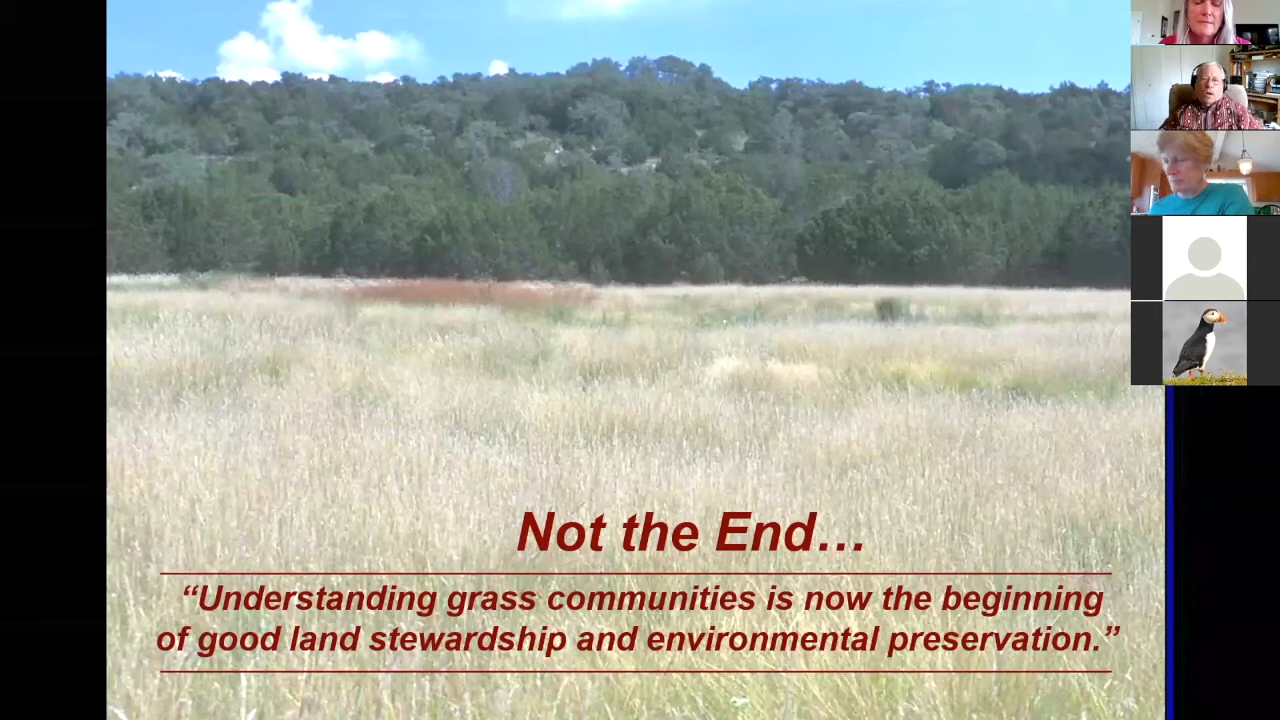 Not the End…
“Understanding grass communities is now the beginning
of good land stewardship and environmental preservation.”